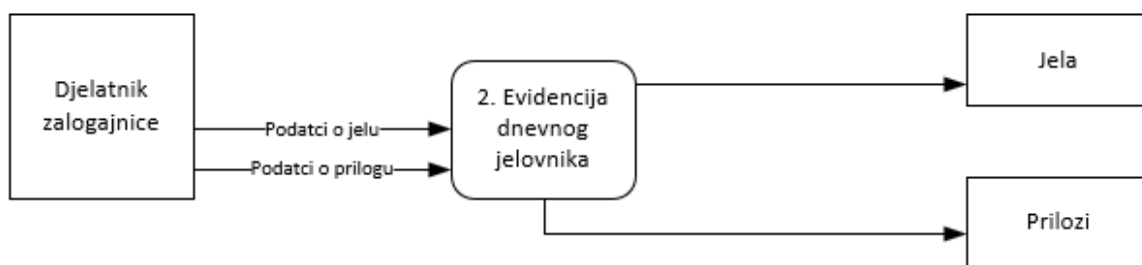 Djelatnik
zalogajnice
Podatci o jelu
Podatci o prilogu
2. Evidencija
dnevnog
jelovnika
Jela
Prilozi